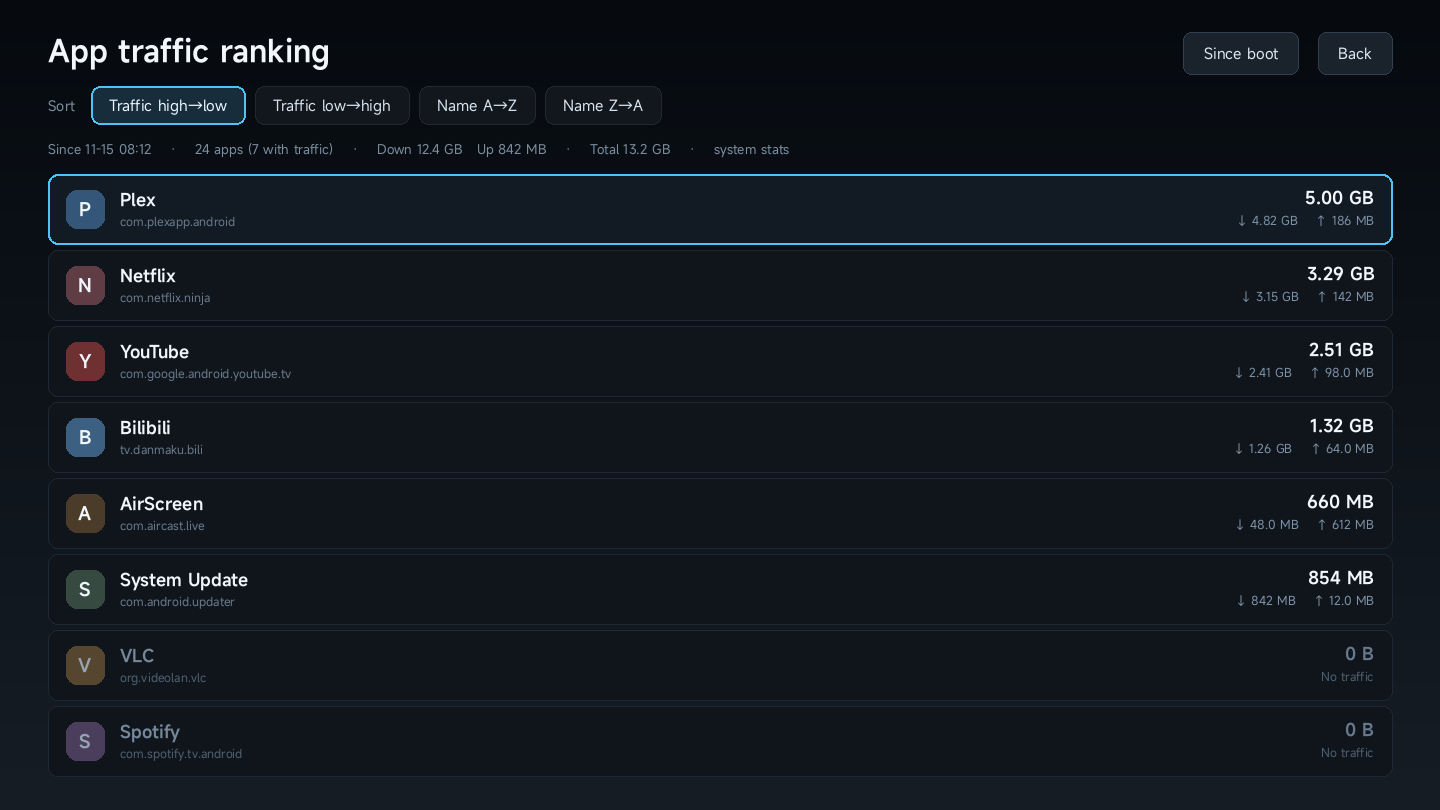 App traffic ranking
Since boot
Back
Sort
Traffic high→low
Traffic low→high
Name A→Z
Name Z→A
Since 11-15 08:12 · 24 apps (7 with traffic) · Down 12.4 GB Up 842 MB · Total 13.2 GB · system stats
P
Plex
com.plexapp.android
5.00 GB
↓ 4.82 GB ↑ 186 MB
N
Netflix
com.netflix.ninja
3.29 GB
↓ 3.15 GB ↑ 142 MB
Y
YouTube
com.google.android.youtube.tv
2.51 GB
↓ 2.41 GB ↑ 98.0 MB
B
Bilibili
tv.danmaku.bili
1.32 GB
↓ 1.26 GB ↑ 64.0 MB
A
AirScreen
com.aircast.live
660 MB
↓ 48.0 MB ↑ 612 MB
S
System Update
com.android.updater
854 MB
↓ 842 MB ↑ 12.0 MB
V
VLC
org.videolan.vlc
0 B
No traffic
S
Spotify
com.spotify.tv.android
0 B
No traffic